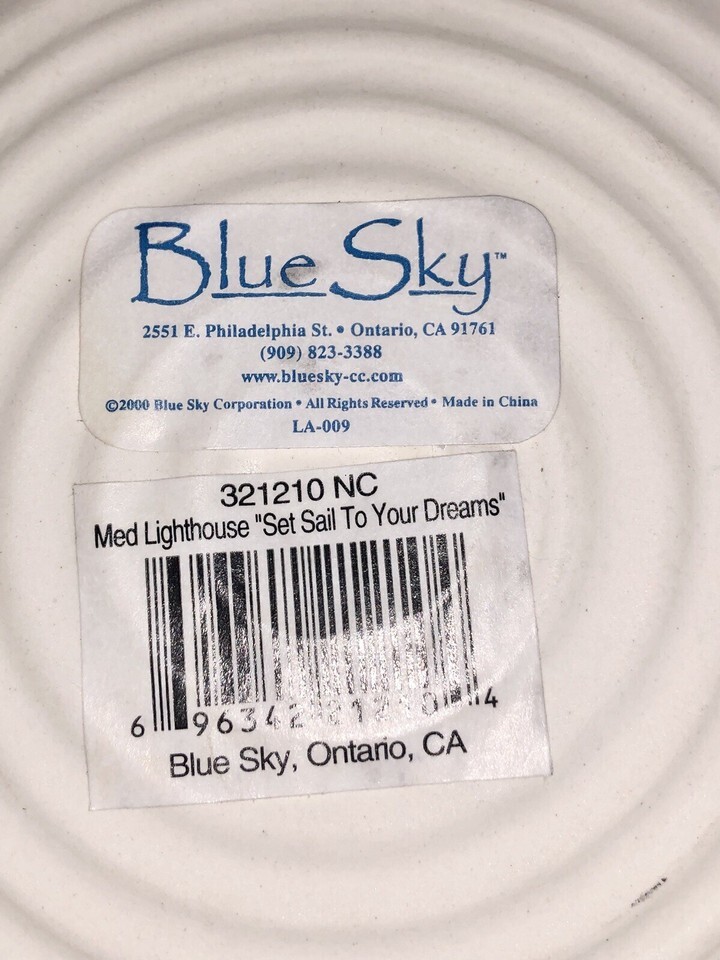 Blue Sky™
2551 E. Philadelphia St. • Ontario, CA 91761
(909) 823-3388
www.bluesky-cc.com
©2000 Blue Sky Corporation • All Rights Reserved • Made in China
LA-009
321210 NC
Med Lighthouse "Set Sail To Your Dreams"
6 96342 21210 4
Blue Sky, Ontario, CA